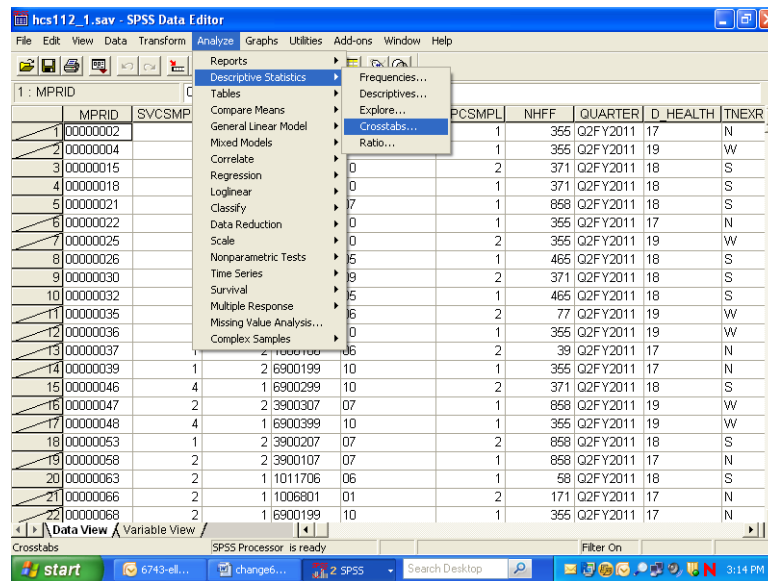 hcs112_1.sav - SPSS Data Editor
File Edit View Data Transform Analyze Graphs Utilities Add-ons Window Help
1 : MPRID
Reports
Descriptive Statistics
Tables
Compare Means
General Linear Model
Mixed Models
Correlate
Regression
Loglinear
Classify
Data Reduction
Scale
Nonparametric Tests
Time Series
Survival
Multiple Response
Missing Value Analysis...
Complex Samples
Frequencies...
Descriptives...
Explore...
Crosstabs...
Ratio...
MPRID SVCSMP PCSMPL NHFF QUARTER D_HEALTH TNEXR
1 00000002 1 355 Q2FY2011 17 N
2 00000004 1 355 Q2FY2011 19 W
3 00000015 2 371 Q2FY2011 18 S
4 00000018 1 371 Q2FY2011 18 S
5 00000021 1 858 Q2FY2011 18 S
6 00000022 1 355 Q2FY2011 17 N
7 00000025 2 355 Q2FY2011 19 W
8 00000026 1 465 Q2FY2011 18 S
9 00000030 2 371 Q2FY2011 18 S
10 00000032 1 465 Q2FY2011 18 S
11 00000035 2 77 Q2FY2011 19 W
12 00000036 1 355 Q2FY2011 19 W
13 00000037 06 2 39 Q2FY2011 17 N
14 00000039 1 2 6900199 10 1 355 Q2FY2011 17 N
15 00000046 4 1 6900299 10 2 371 Q2FY2011 18 S
16 00000047 2 2 3900307 07 1 858 Q2FY2011 19 W
17 00000048 4 1 6900399 10 1 355 Q2FY2011 19 W
18 00000053 1 2 3900207 07 2 858 Q2FY2011 18 S
19 00000058 2 2 3900107 07 1 858 Q2FY2011 17 N
20 00000063 2 1 1011706 06 1 58 Q2FY2011 18 S
21 00000066 2 1 1006801 01 2 171 Q2FY2011 17 N
22 00000068 2 1 6900199 10 1 355 Q2FY2011 17 N
Data View Variable View
Crosstabs SPSS Processor is ready Filter On
start 6743-ell... change6... 2 SPSS Search Desktop 3:14 PM